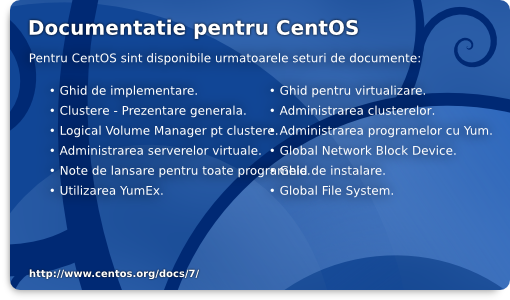 Documentatie pentru CentOS
Pentru CentOS sint disponibile urmatoarele seturi de documente:
• Ghid de implementare.
• Clustere - Prezentare generala.
• Logical Volume Manager pt clustere.
• Administrarea serverelor virtuale.
• Note de lansare pentru toate programele.
• Utilizarea YumEx.
• Ghid pentru virtualizare.
• Administrarea clusterelor.
• Administrarea programelor cu Yum.
• Global Network Block Device.
• Ghid de instalare.
• Global File System.
http://www.centos.org/docs/7/